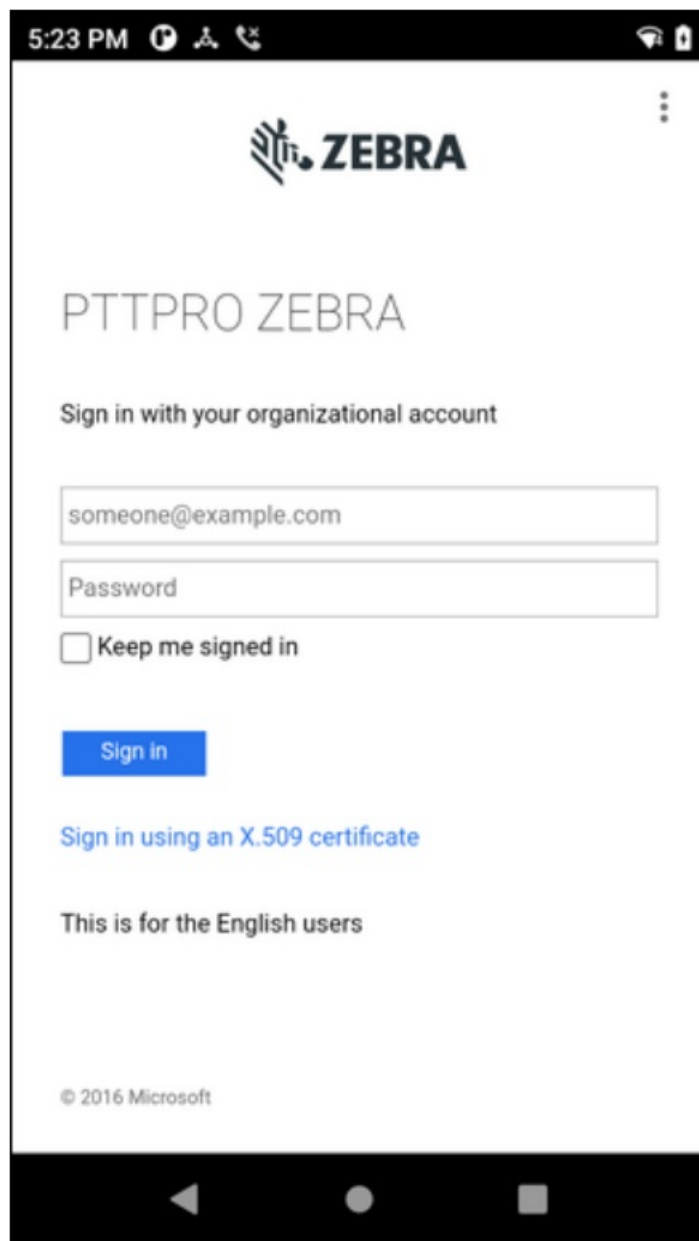 5:23 PM
ZEBRA
PTTPRO ZEBRA
Sign in with your organizational account
someone@example.com
Password
Keep me signed in
Sign in
Sign in using an X.509 certificate
This is for the English users
© 2016 Microsoft